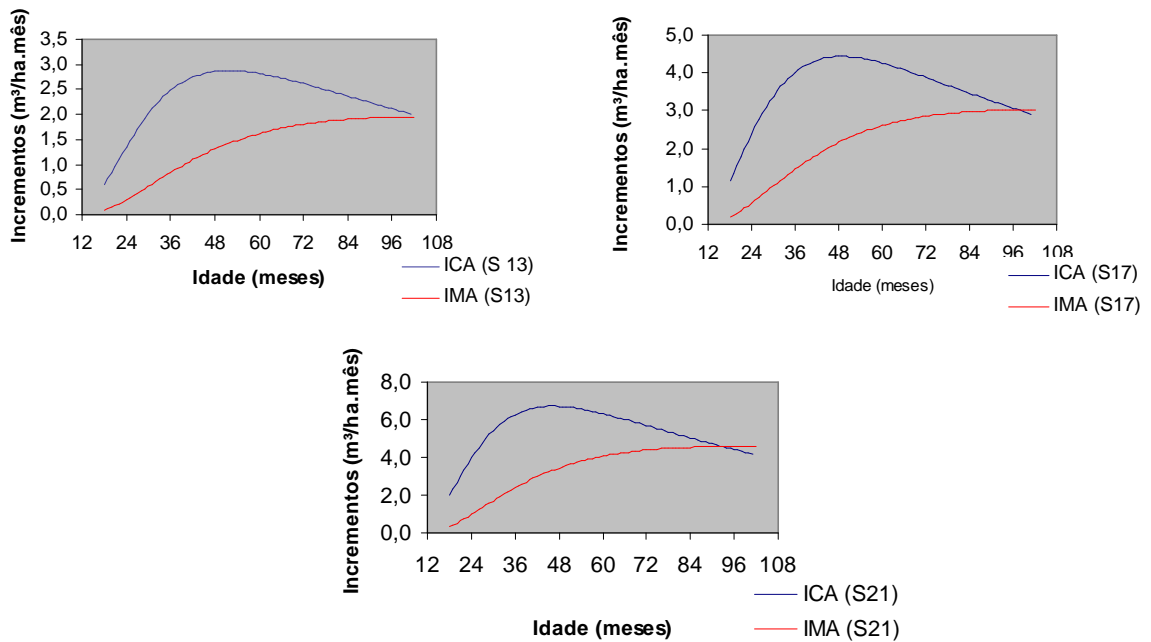 Incrementos (m³/ha.mês)
3,5
3,0
2,5
2,0
1,5
1,0
0,5
0,0
12 24 36 48 60 72 84 96 108
Idade (meses)
ICA (S 13)
IMA (S13)
Incrementos (m³/ha.mês)
5,0
4,0
3,0
2,0
1,0
0,0
12 24 36 48 60 72 84 96 108
Idade (meses)
ICA (S17)
IMA (S17)
Incrementos (m³/ha.mês)
8,0
6,0
4,0
2,0
0,0
12 24 36 48 60 72 84 96 108
Idade (meses)
ICA (S21)
IMA (S21)